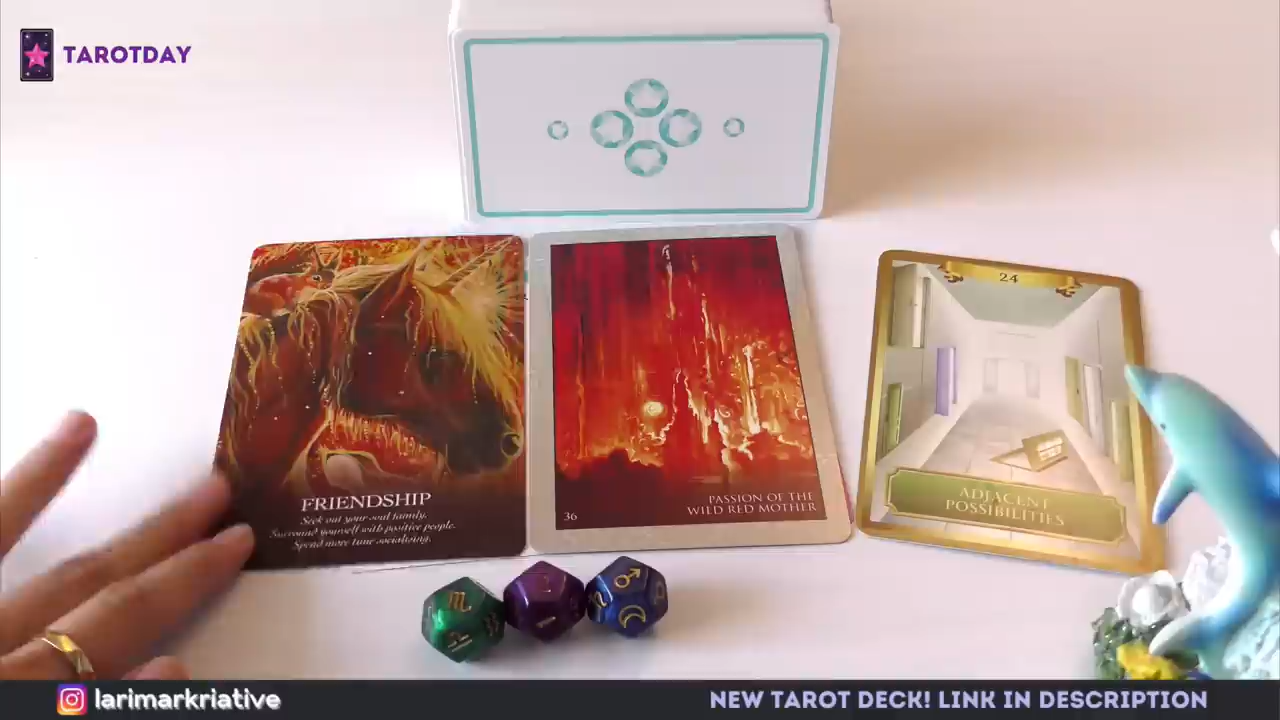 TAROTDAY
FRIENDSHIP
Seek out your soul family.
Surround yourself with positive people.
Spend more time socialising.
36
PASSION OF THE
WILD RED MOTHER
24
ADJACENT
POSSIBILITIES
larimarkriative
NEW TAROT DECK! LINK IN DESCRIPTION